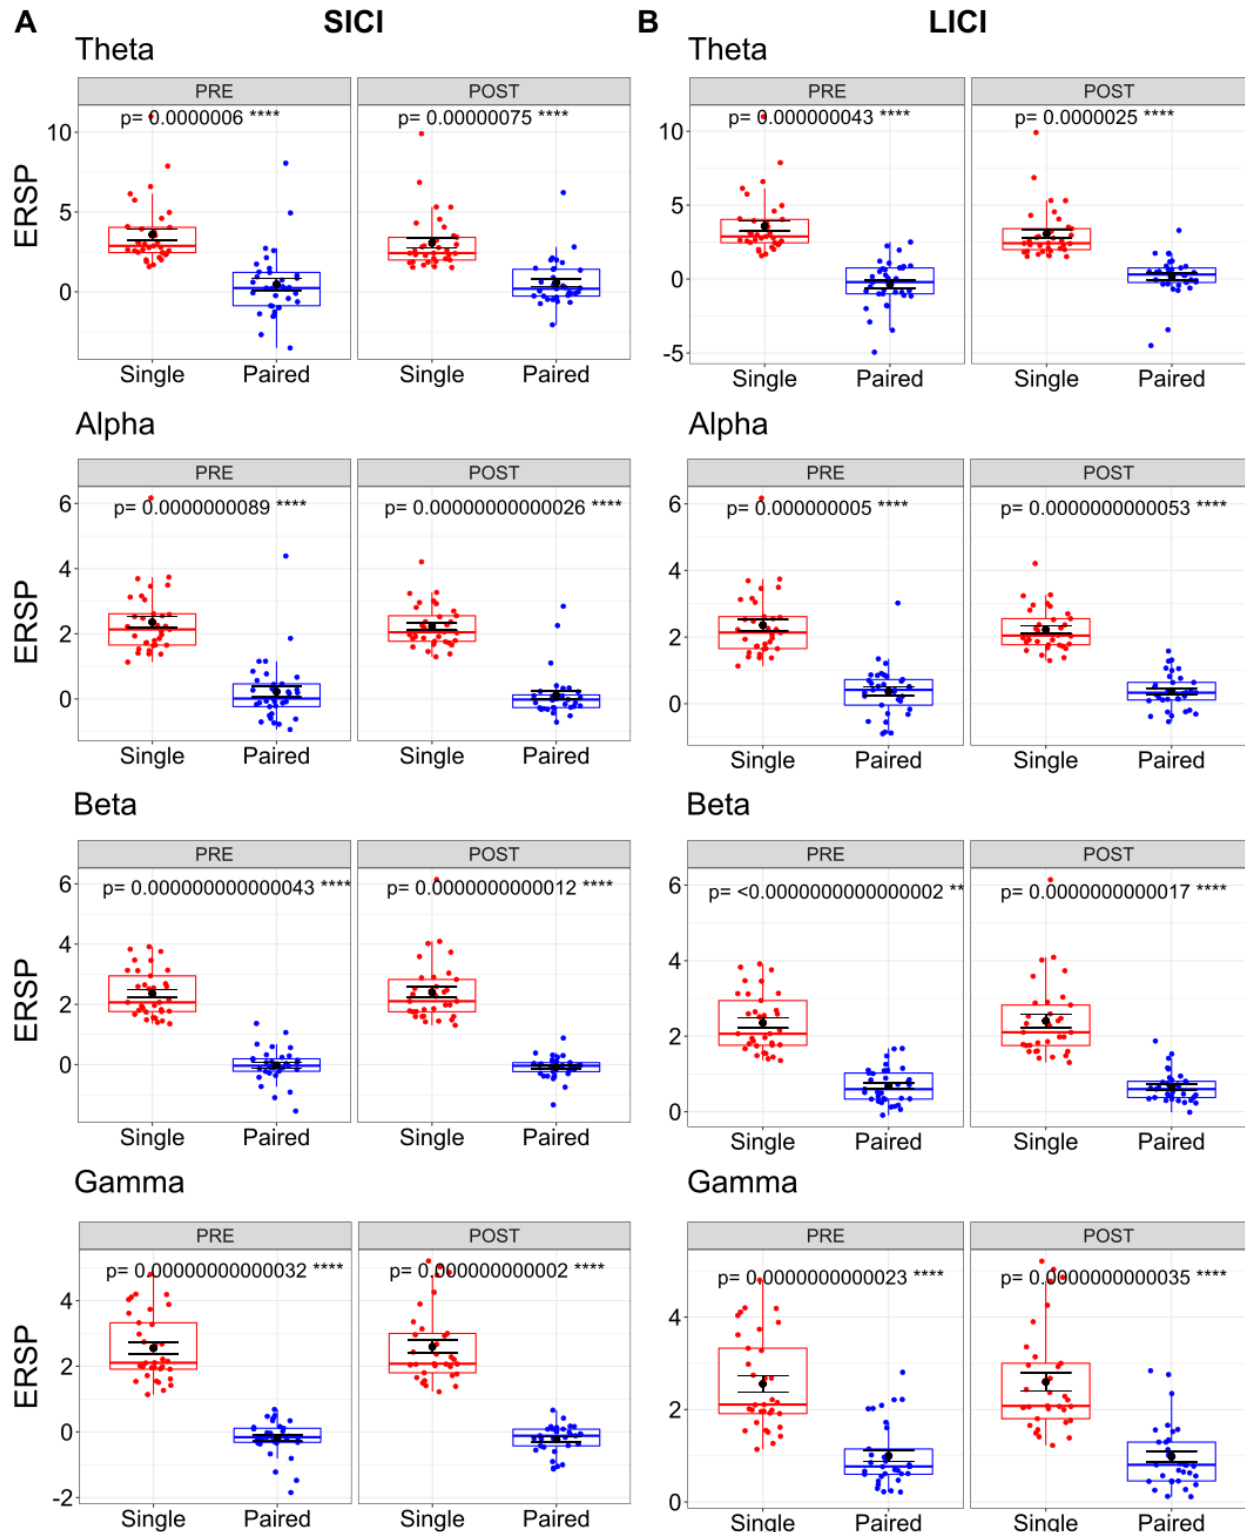 A SICI B LICI
Theta Theta
PRE POST PRE POST
p= 0.0000006 **** p= 0.00000075 **** p= 0.000000043 **** p= 0.0000025 ****
10 10
ERSP
5 5
0 0
-5
Single Paired Single Paired Single Paired Single Paired
Alpha Alpha
PRE POST PRE POST
6 6
p= 0.0000000089 **** p= 0.00000000000026 **** p= 0.000000005 **** p= 0.0000000000053 ****
4 4
ERSP
2 2
0 0
Single Paired Single Paired Single Paired Single Paired
Beta Beta
PRE POST PRE POST
6 6
p= 0.000000000000043 **** p= 0.0000000000012 **** p= <0.0000000000000002 ** p= 0.0000000000017 ****
4 4
ERSP
2 2
0 0
Single Paired Single Paired Single Paired Single Paired
Gamma Gamma
PRE POST PRE POST
p= 0.00000000000032 **** p= 0.000000000002 **** p= 0.0000000000023 **** p= 0.0000000000035 ****
4 4
ERSP
2 2
0
-2 0
Single Paired Single Paired Single Paired Single Paired